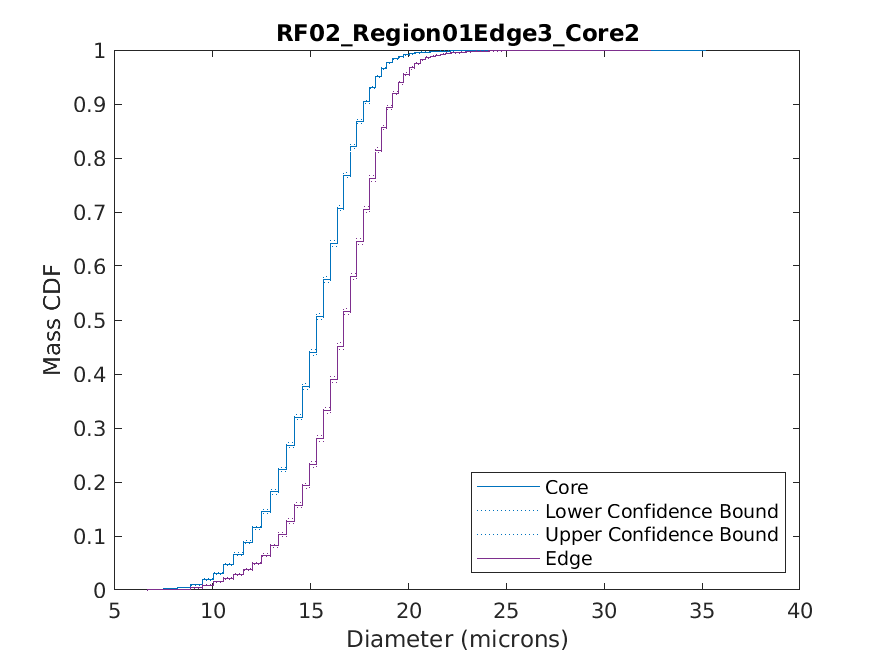 RF02_Region01Edge3_Core2
1
0.9
0.8
0.7
0.6
0.5
0.4
0.3
0.2
0.1
0
Mass CDF
Core
Lower Confidence Bound
Upper Confidence Bound
Edge
5 10 15 20 25 30 35 40
Diameter (microns)